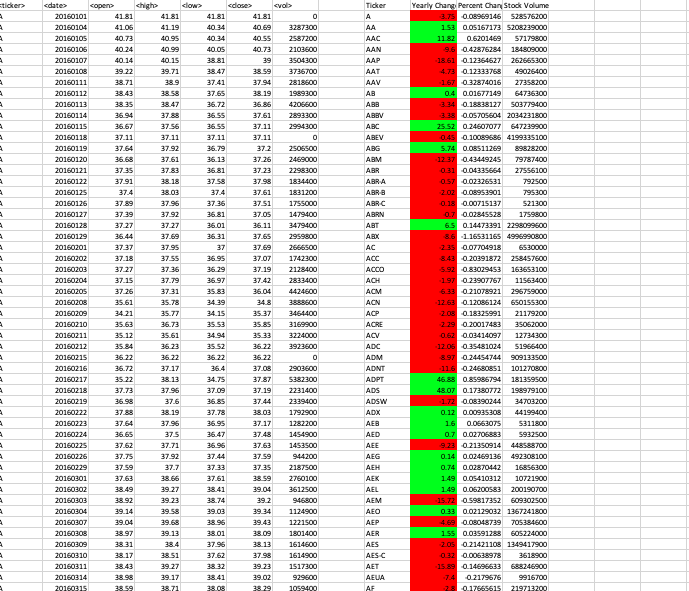 <ticker> <date> <open> <high> <low> <close> <vol> Ticker Yearly Chang Percent Chan Stock Volume
A 20160101 41.81 41.81 41.81 41.81 0 A -3.75 -0.08969146 528576200
A 20160104 41.06 41.19 40.34 40.69 3287300 AA 1.53 0.05167173 5208239000
A 20160105 40.73 40.95 40.34 40.55 2587200 AAC 11.82 0.6201469 57179800
A 20160106 40.24 40.99 40.05 40.73 2103600 AAN -9.6 -0.42876284 184809000
A 20160107 40.14 40.15 38.81 39 3504300 AAP -18.61 -0.12364627 262665300
A 20160108 39.22 39.71 38.47 38.59 3736700 AAT -4.73 -0.12333768 49026400
A 20160111 38.71 38.9 37.41 37.94 2818600 AAV -1.67 -0.32874016 27358200
A 20160112 38.43 38.58 37.65 38.19 1989300 AB 0.4 0.01677149 64736300
A 20160113 38.35 38.47 36.72 36.86 4206600 ABB -3.34 -0.18838127 503779400
A 20160114 36.94 37.88 36.55 37.61 2893300 ABBV -0.05705604 2034231800
A 20160115 36.67 37.56 36.55 37.11 2994300 ABC 25.52 0.24607077 647239900
A 20160118 37.11 37.11 37.11 37.11 0 ABEV -0.45 -0.10089686 4199335100
A 20160119 37.64 37.92 36.79 37.2 2506500 ABG 5.74 0.08511269 89828200
A 20160120 36.68 37.61 36.13 37.26 2469000 ABM -12.37 -0.43449245 79787400
A 20160121 37.35 37.83 36.81 37.23 2298300 ABR -0.31 -0.04335664 27556100
A 20160122 37.91 38.18 37.58 37.98 1834400 ABR-A -0.57 -0.02326531 792500
A 20160125 37.4 38.03 37.4 37.61 1831200 ABR-B -2.02 -0.08953901 795300
A 20160126 37.89 37.96 37.36 37.51 1755000 ABR-C -0.18 -0.00715137 521300
A 20160127 37.39 37.92 36.81 37.05 1479400 ABRN -0.7 -0.02845528 1759800
A 20160128 37.27 37.27 36.01 36.11 3479400 ABT 6.5 0.14473391 2298099600
A 20160129 36.44 37.69 36.31 37.65 2959800 ABX -8.6 -1.16531165 4996990800
A 20160201 37.37 37.95 37 37.69 2666500 AC -2.35 -0.07704918 6530000
A 20160202 37.18 37.55 36.95 37.07 1742300 ACC -8.43 -0.20391872 258457600
A 20160203 37.27 37.36 36.29 37.19 2128400 ACCO -5.92 -0.83029453 163653100
A 20160204 37.15 37.79 36.97 37.42 2833400 ACH -1.97 -0.23907767 11563400
A 20160205 37.26 37.31 35.83 36.04 4424600 ACM -6.33 -0.21078921 296759000
A 20160208 35.61 35.78 34.39 34.8 3888600 ACN -12.63 -0.12086124 650155300
A 20160209 34.21 34.77 34.15 34.37 3464400 ACP -2.08 -0.18325991 21179200
A 20160210 35.63 36.73 35.53 35.85 3169900 ACRE -2.29 -0.20017483 35062000
A 20160211 35.12 35.61 34.94 35.33 3224000 ACV -0.62 -0.03414097 12734300
A 20160212 35.84 36.23 35.52 36.22 3923600 ADC -12.06 -0.35481024 51966400
A 20160215 36.22 36.22 36.22 36.22 0 ADM -8.97 -0.24454744 909133500
A 20160216 36.72 37.17 36.4 37.08 2903600 ADNT -11.6 -0.24680851 101270800
A 20160217 35.22 38.13 34.75 37.87 5382300 ADPT 46.88 0.85986794 181359500
A 20160218 37.73 37.96 37.09 37.19 2231400 ADS 48.07 0.17380772 198979100
A 20160219 36.98 37.6 36.85 37.44 2339400 ADSW -1.72 -0.08390244 34703200
A 20160222 37.88 38.19 37.78 38.03 1792900 ADX 0.12 0.00935308 44199400
A 20160223 37.64 37.96 36.95 37.17 1282200 AEB 1.6 0.0663075 5311800
A 20160224 36.65 37.5 36.47 37.48 1454900 AED 0.7 0.02706883 5932500
A 20160225 37.62 37.71 36.96 37.63 1453500 AEE -9.23 -0.21350914 448588700
A 20160226 37.75 37.92 37.44 37.59 944200 AEG 0.14 0.02469136 492308100
A 20160229 37.59 37.7 37.33 37.35 2187500 AEH 0.74 0.02870442 16856300
A 20160301 37.63 38.66 37.61 38.59 2760100 AEK 1.49 0.05410312 10721900
A 20160302 38.49 39.27 38.41 39.04 3612500 AEL 1.49 0.06200583 200190700
A 20160303 38.92 39.23 38.74 39.2 946800 AEM -15.72 -0.59817352 609302500
A 20160304 39.14 39.58 39.03 39.34 1124900 AEO 0.33 0.02129032 1367241800
A 20160307 39.04 39.68 38.96 39.43 1221500 AEP -4.69 -0.08048739 705384600
A 20160308 38.97 39.13 38.01 38.09 1801400 AER 1.55 0.03591288 605224000
A 20160309 38.31 38.4 37.96 38.13 1614600 AES -2.05 -0.21421108 1349417900
A 20160310 38.17 38.51 37.62 37.98 1614900 AES-C -0.32 -0.00638978 3618900
A 20160311 38.43 39.27 38.32 39.23 1517300 AET -15.89 -0.14696633 688246900
A 20160314 38.98 39.17 38.41 39.02 929600 AEUA -7.4 -0.2179676 9916700
A 20160315 38.59 38.71 38.08 38.29 1059400 AF -2.8 -0.17665615 219713200